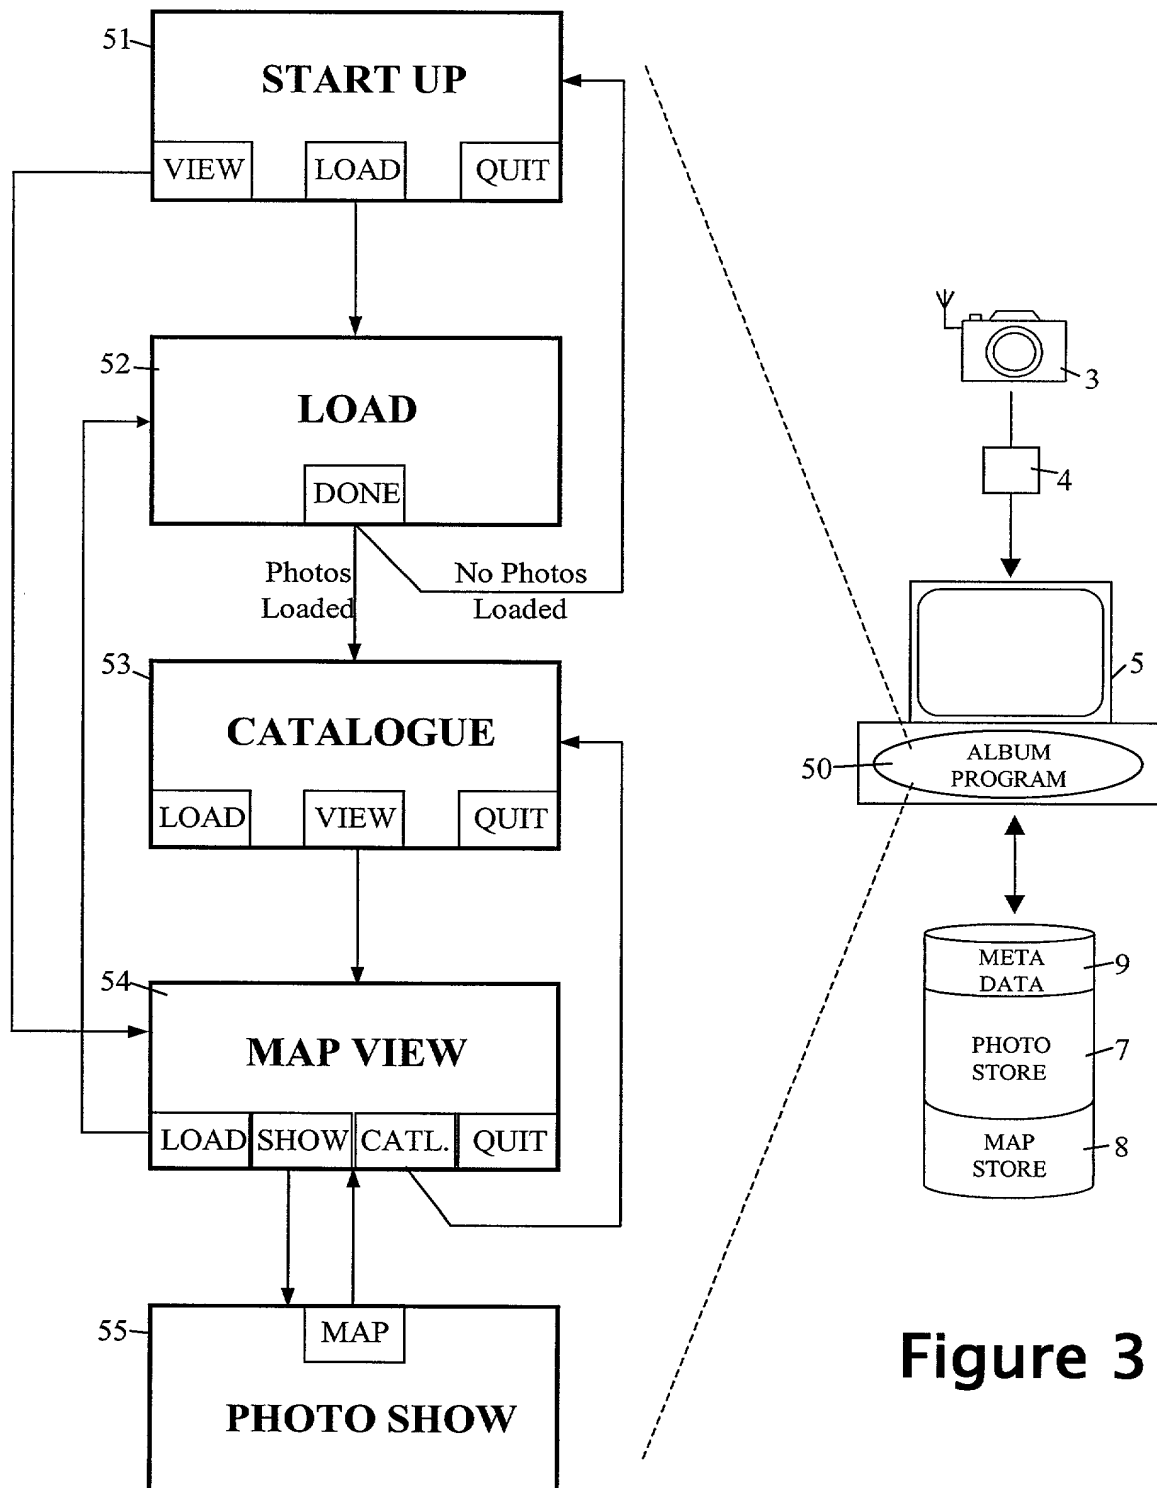 51
START UP
VIEW LOAD QUIT
52
LOAD
DONE
Photos
Loaded
No Photos
Loaded
53
CATALOGUE
LOAD VIEW QUIT
54
MAP VIEW
LOAD SHOW CATL. QUIT
55
MAP
PHOTO SHOW
3
4
5
50
ALBUM
PROGRAM
META
DATA
9
PHOTO
STORE
7
MAP
STORE
8
Figure 3